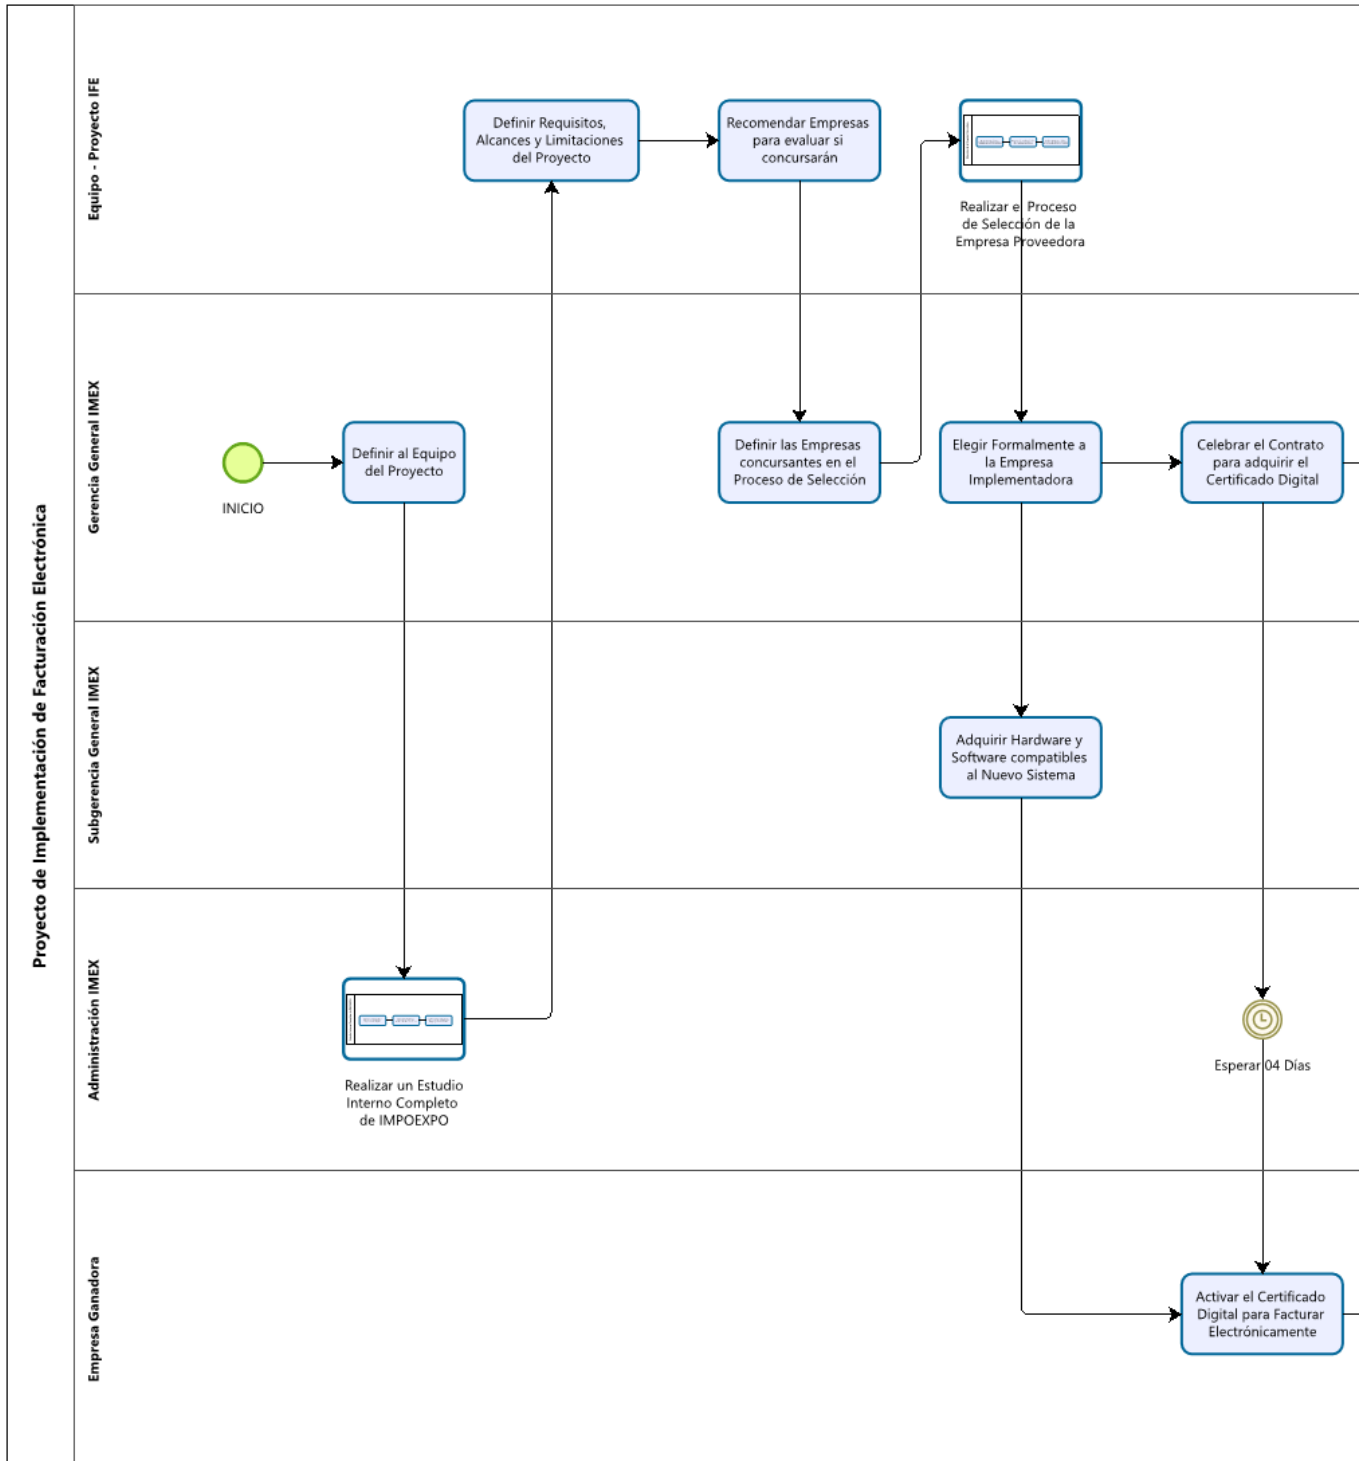 Proyecto de Implementación de Facturación Electrónica
Equipo - Proyecto IFE
Definir Requisitos,
Alcances y Limitaciones
del Proyecto
Recomendar Empresas
para evaluar si
concursarán
Realizar el Proceso
de Selección de la
Empresa Proveedora
Gerencia General IMEX
INICIO
Definir al Equipo
del Proyecto
Definir las Empresas
concursantes en el
Proceso de Selección
Elegir Formalmente a
la Empresa
Implementadora
Celebrar el Contrato
para adquirir el
Certificado Digital
Subgerencia General IMEX
Adquirir Hardware y
Software compatibles
al Nuevo Sistema
Administración IMEX
Realizar un Estudio
Interno Completo
de IMPOEXPO
Esperar 04 Días
Empresa Ganadora
Activar el Certificado
Digital para Facturar
Electrónicamente